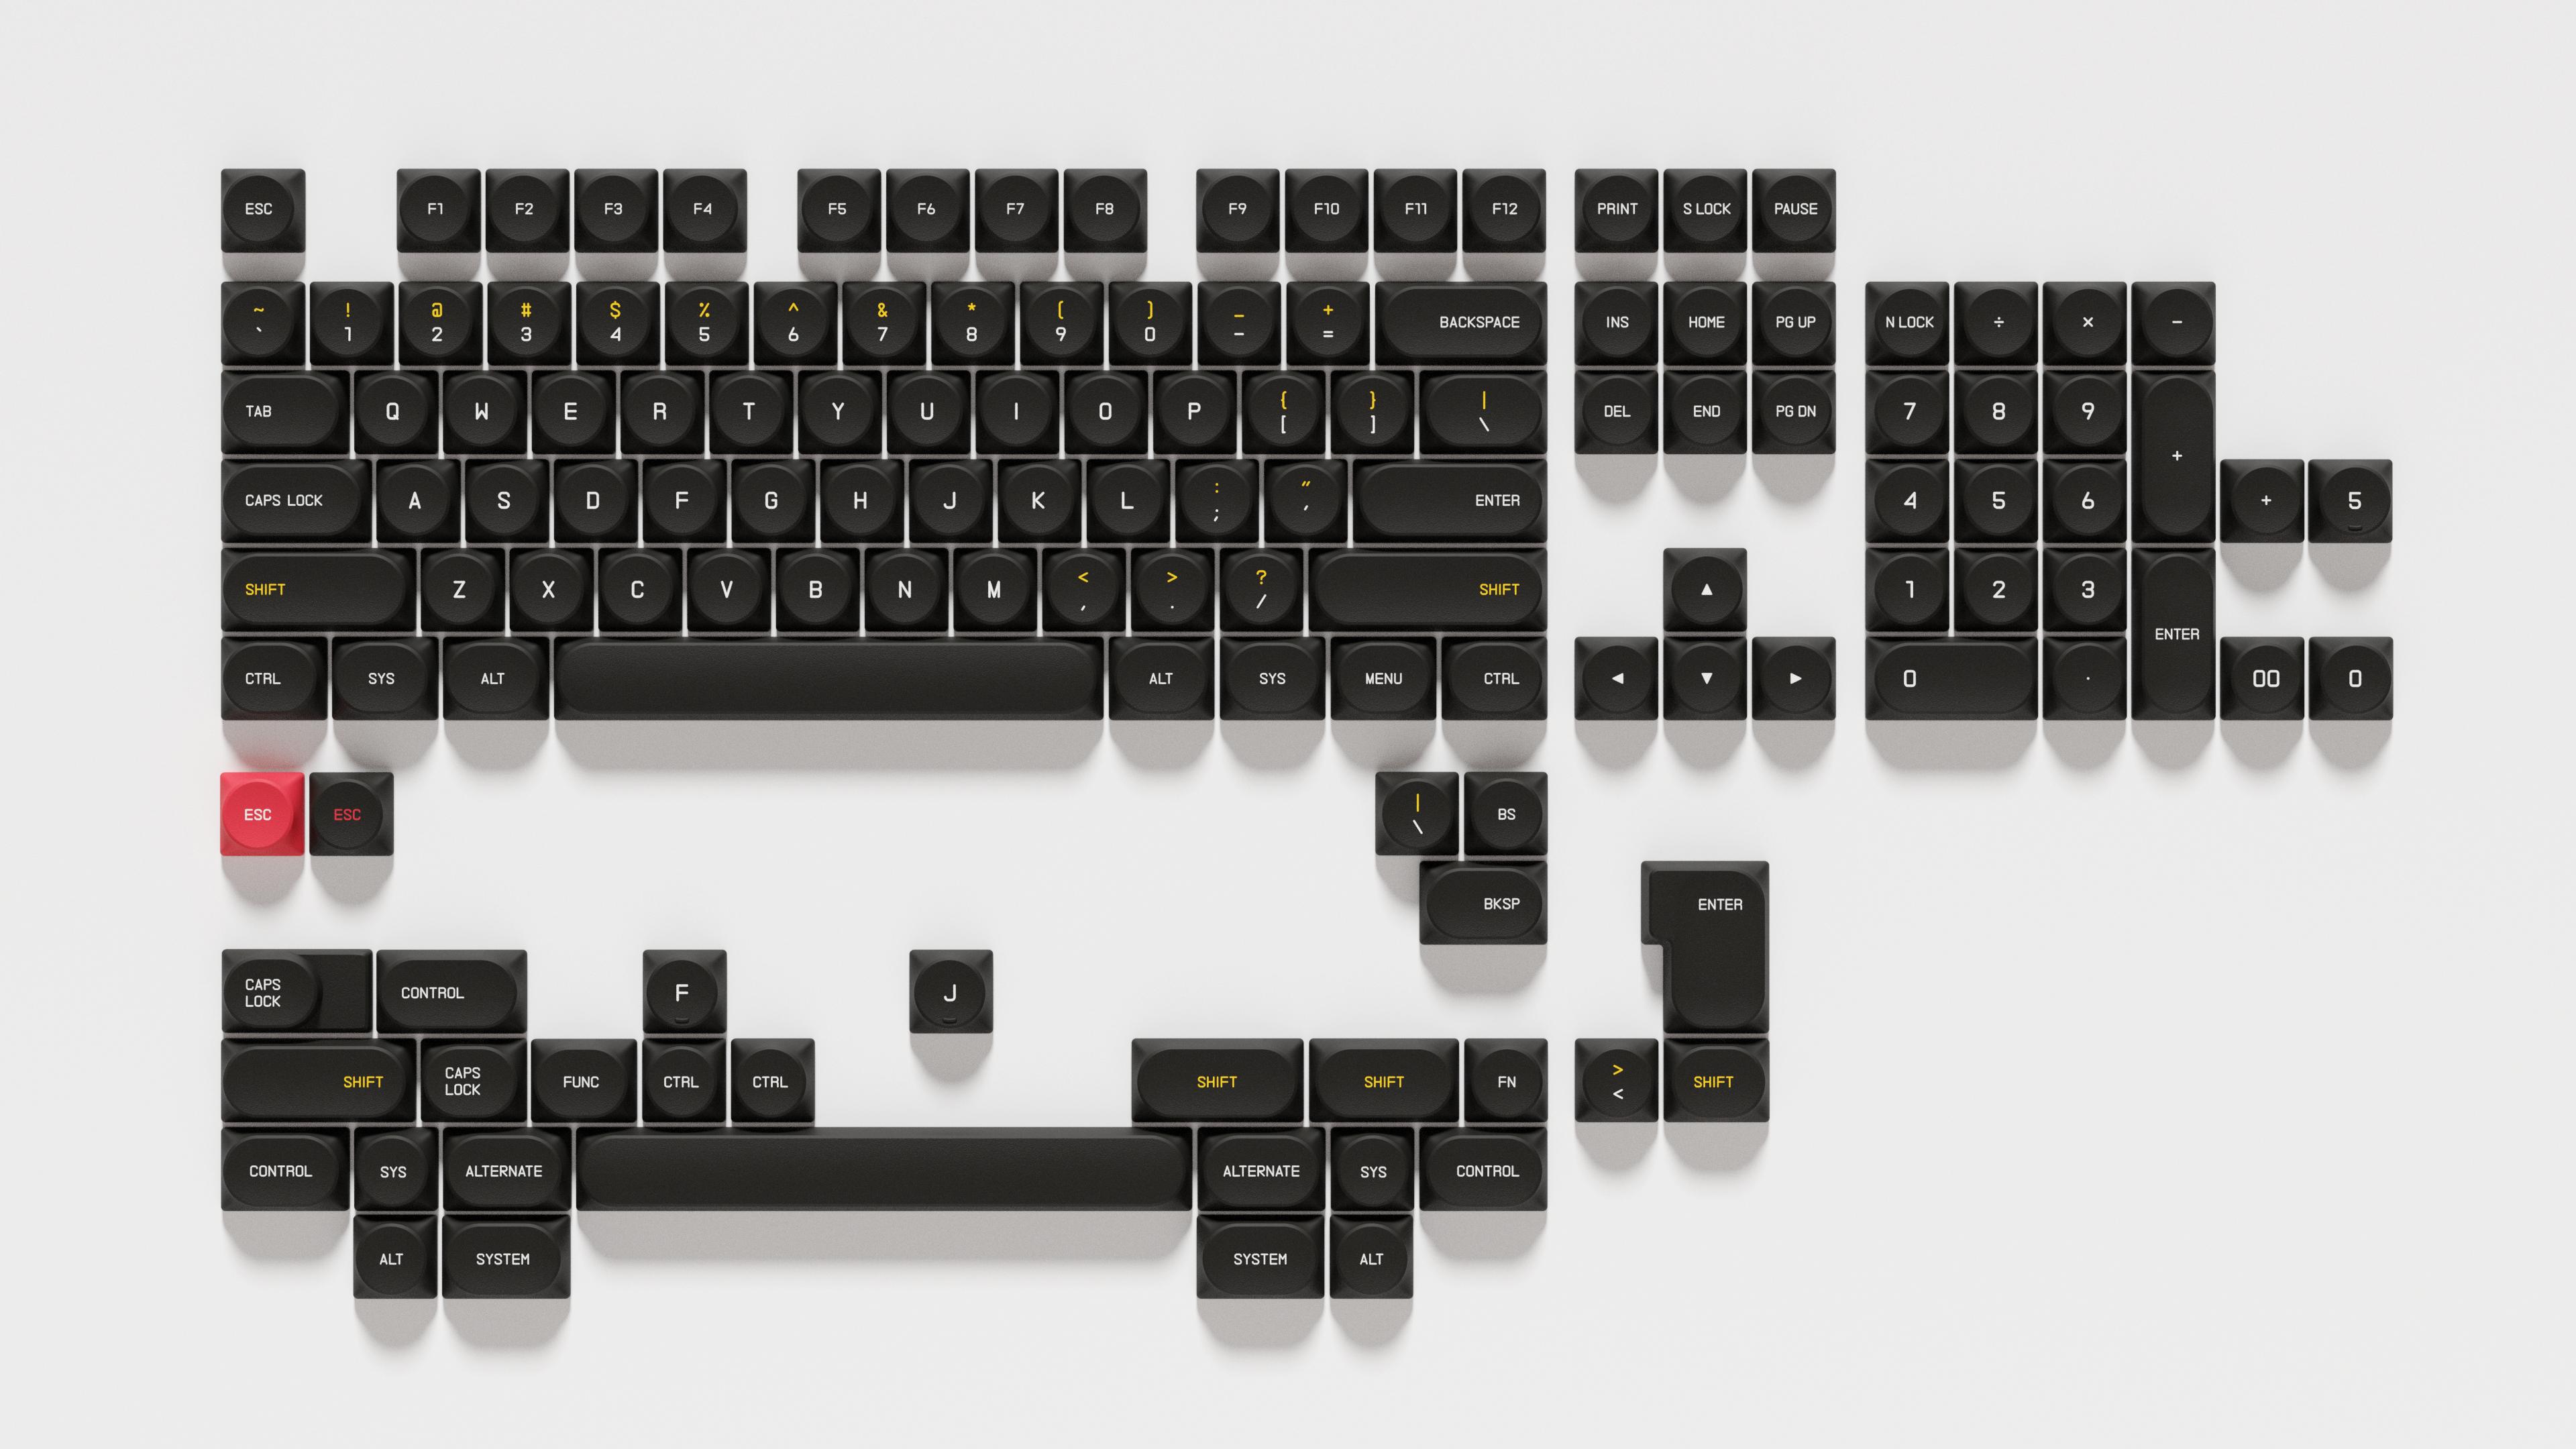 ESC F1 F2 F3 F4 F5 F6 F7 F8 F9 F10 F11 F12 PRINT S LOCK PAUSE
~ ! @ # $ % ^ & * ( ) _ +
` 1 2 3 4 5 6 7 8 9 0 - = BACKSPACE INS HOME PG UP N LOCK ÷ × −
TAB Q W E R T Y U I O P { [ } ] | \ DEL END PG DN 7 8 9 +
CAPS LOCK A S D F G H J K L : ; " ' ENTER 4 5 6 + 5
SHIFT Z X C V B N M < , > . ? / SHIFT ▲ 1 2 3 ENTER
CTRL SYS ALT ALT SYS MENU CTRL ◄ ▼ ► 0 . 00 0
ESC ESC | \ BS
BKSP ENTER
CAPS
LOCK CONTROL F J
SHIFT CAPS
LOCK FUNC CTRL CTRL SHIFT SHIFT FN > < SHIFT
CONTROL SYS ALTERNATE ALTERNATE SYS CONTROL
ALT SYSTEM SYSTEM ALT